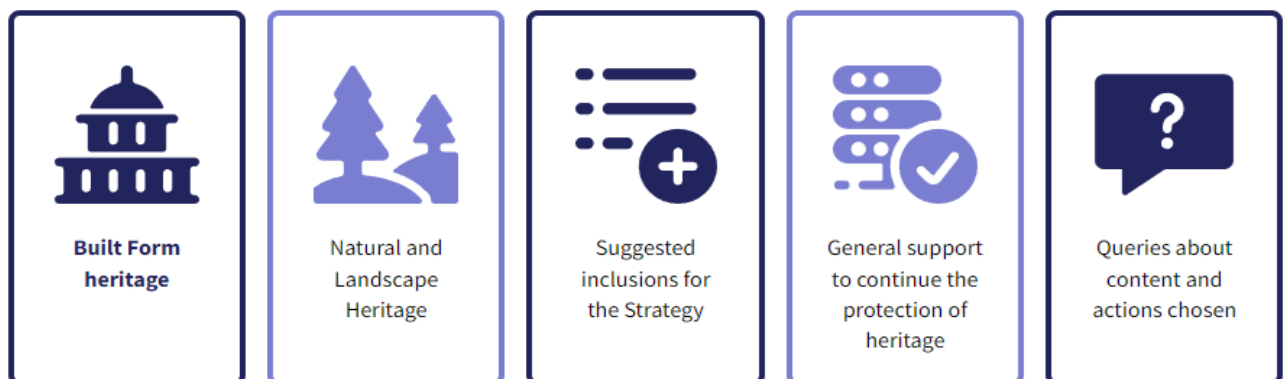 Built Form
heritage
Natural and
Landscape
Heritage
Suggested
inclusions for
the Strategy
General support
to continue the
protection of
heritage
Queries about
content and
actions chosen